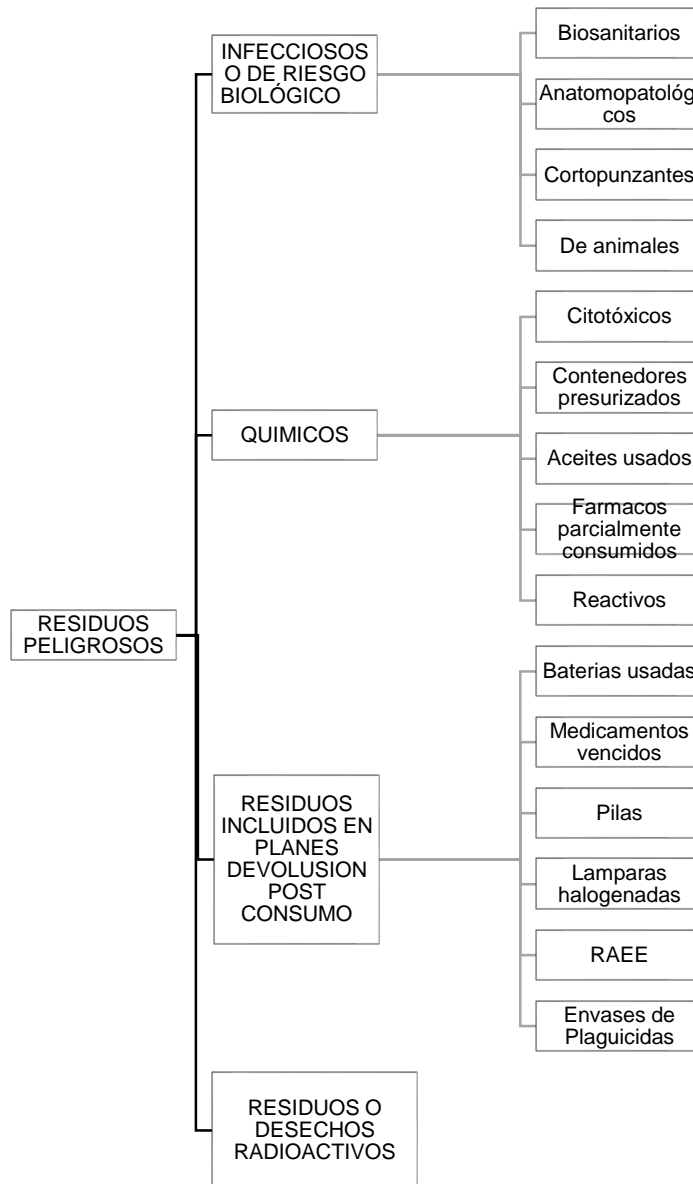 INFECCIOSOS
O DE RIESGO
BIOLÓGICO
Biosanitarios
Anatomopatológ
cos
Cortopunzantes
De animales
QUIMICOS
Citotóxicos
Contenedores
presurizados
Aceites usados
Farmacos
parcialmente
consumidos
Reactivos
RESIDUOS
PELIGROSOS
RESIDUOS
INCLUIDOS EN
PLANES
DEVOLUSION
POST
CONSUMO
Baterias usadas
Medicamentos
vencidos
Pilas
Lamparas
halogenadas
RAEE
Envases de
Plaguicidas
RESIDUOS O
DESECHOS
RADIOACTIVOS